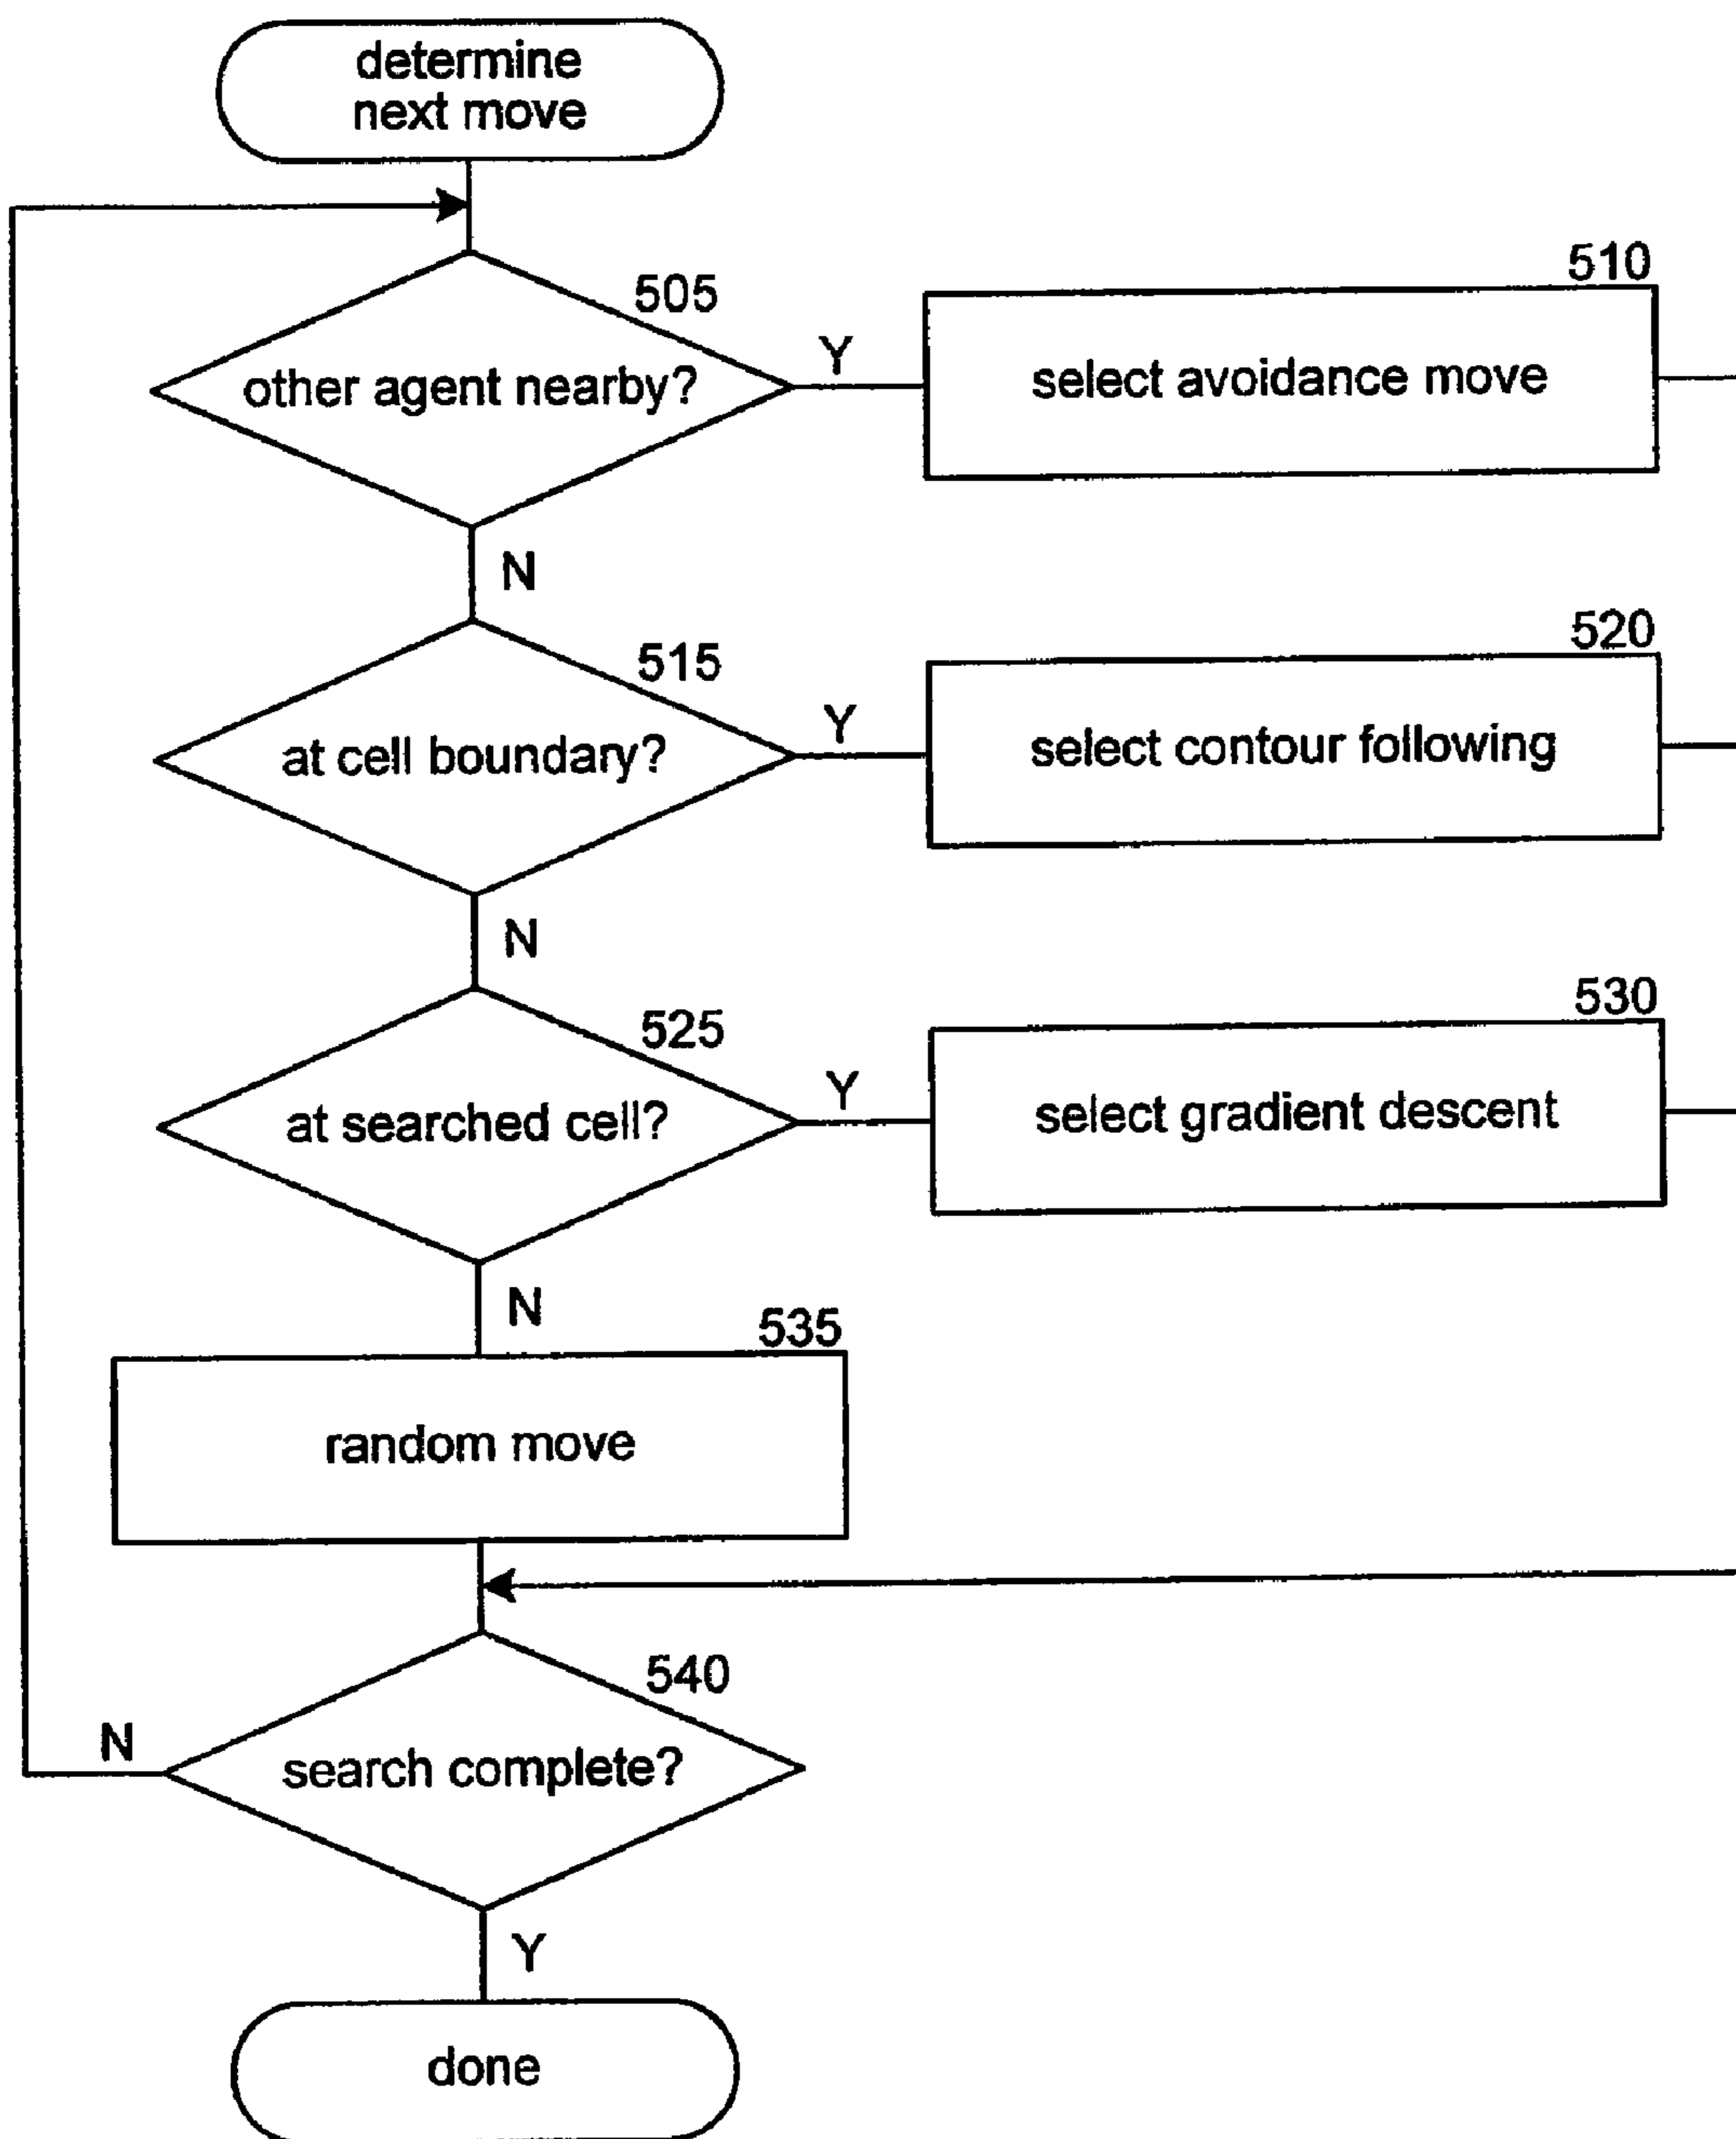 determine
next move
505
other agent nearby?
Y
510
select avoidance move
N
515
at cell boundary?
Y
520
select contour following
N
525
at searched cell?
Y
530
select gradient descent
N
535
random move
540
search complete?
N
Y
done